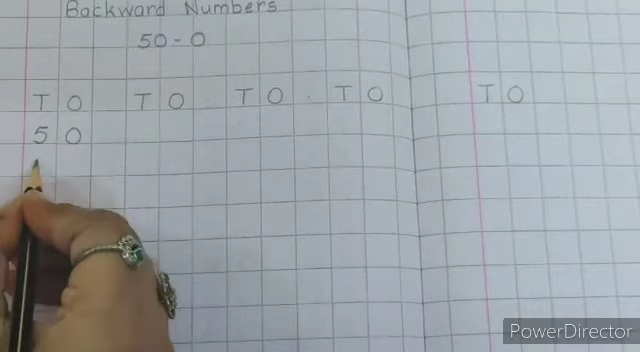 Backward Numbers
50-0
T O T O T O T O T O
5 0
PowerDirector